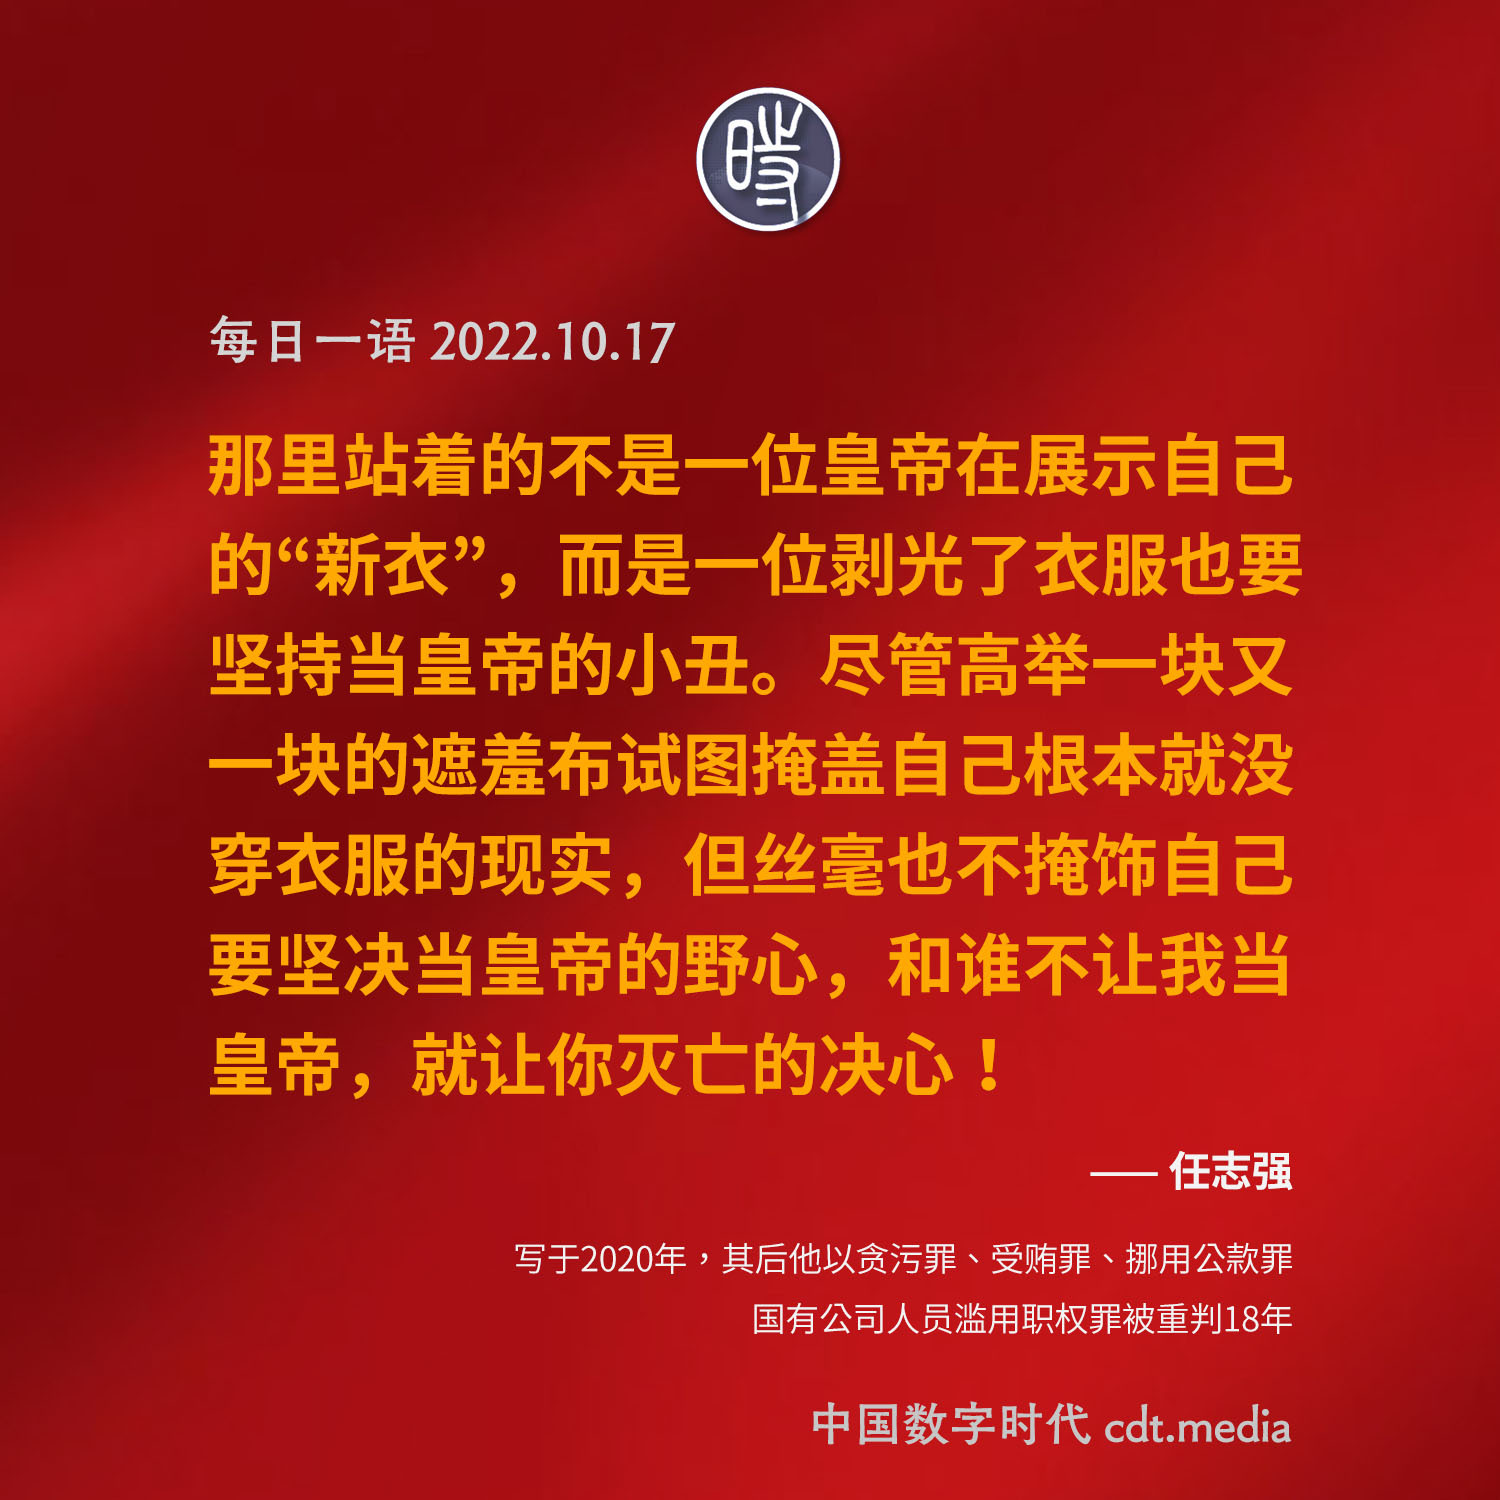 時
每日一语 2022.10.17
那里站着的不是一位皇帝在展示自己
的“新衣”，而是一位剥光了衣服也要
坚持当皇帝的小丑。尽管高举一块又
一块的遮羞布试图掩盖自己根本就没
穿衣服的现实，但丝毫也不掩饰自己
要坚决当皇帝的野心，和谁不让我当
皇帝，就让你灭亡的决心！
—— 任志强
写于2020年，其后他以贪污罪、受贿罪、挪用公款罪
国有公司人员滥用职权罪被重判18年
中国数字时代 cdt.media